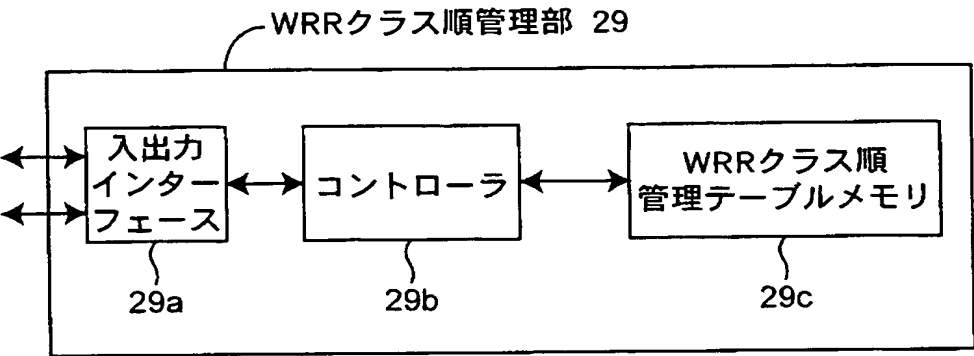 WRRクラス順管理部 29
入出力
インター
フェース
コントローラ
WRRクラス順
管理テーブルメモリ
29a
29b
29c